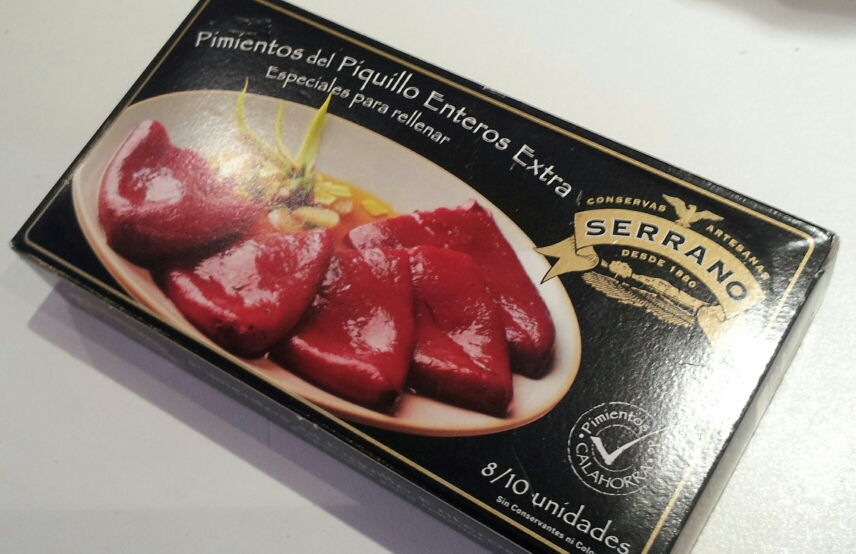 Pimientos del Piquillo Enteros Extra
Especiales para rellenar
CONSERVAS ARTESANAS
SERRANO
DESDE 1880
Pimientos
CALAHORRA
8/10 unidades
Sin Conservantes ni